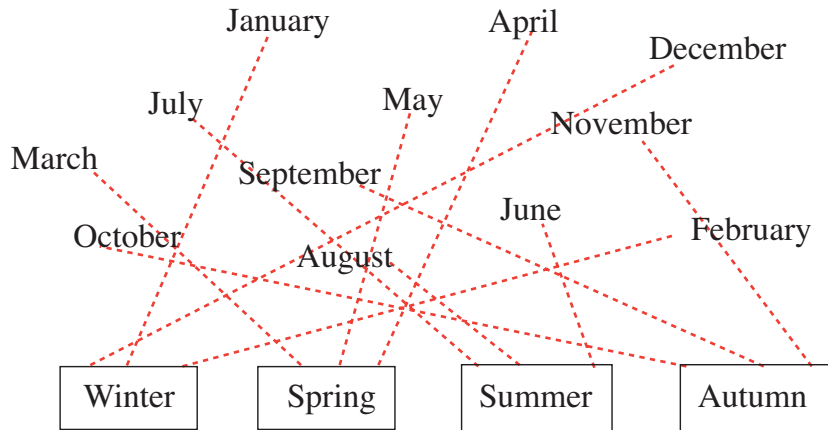 January
April
December
July
May
November
March
September
June
October
February
August
Winter
Spring
Summer
Autumn